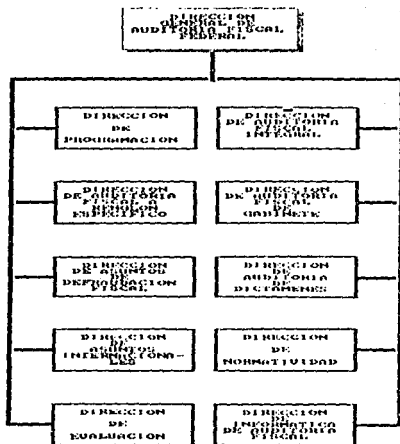 DIRECCION
GENERAL DE
AUDITORIA FISCAL
FEDERAL
DIRECCION
DE
PROGRAMACION
DIRECCION
DE AUDITORIA
FISCAL
INTEGRAL
DIRECCION
DE AUDITORIA
FISCAL A
RENGLON
ESPECIFICO
DIRECCION
DE AUDITORIA
FISCAL
DE
GABINETE
DIRECCION
DE ASUNTOS
DE
DEFRAUDACION
FISCAL
DIRECCION
DE
AUDITORIA
DE
DICTAMENES
DIRECCION
DE
ASUNTOS
INTERNACIONA-
LES
DIRECCION
DE
NORMATIVIDAD
DIRECCION
DE
EVALUACION
DIRECCION
DE
INFORMATICA
DE AUDITORIA
FISCAL